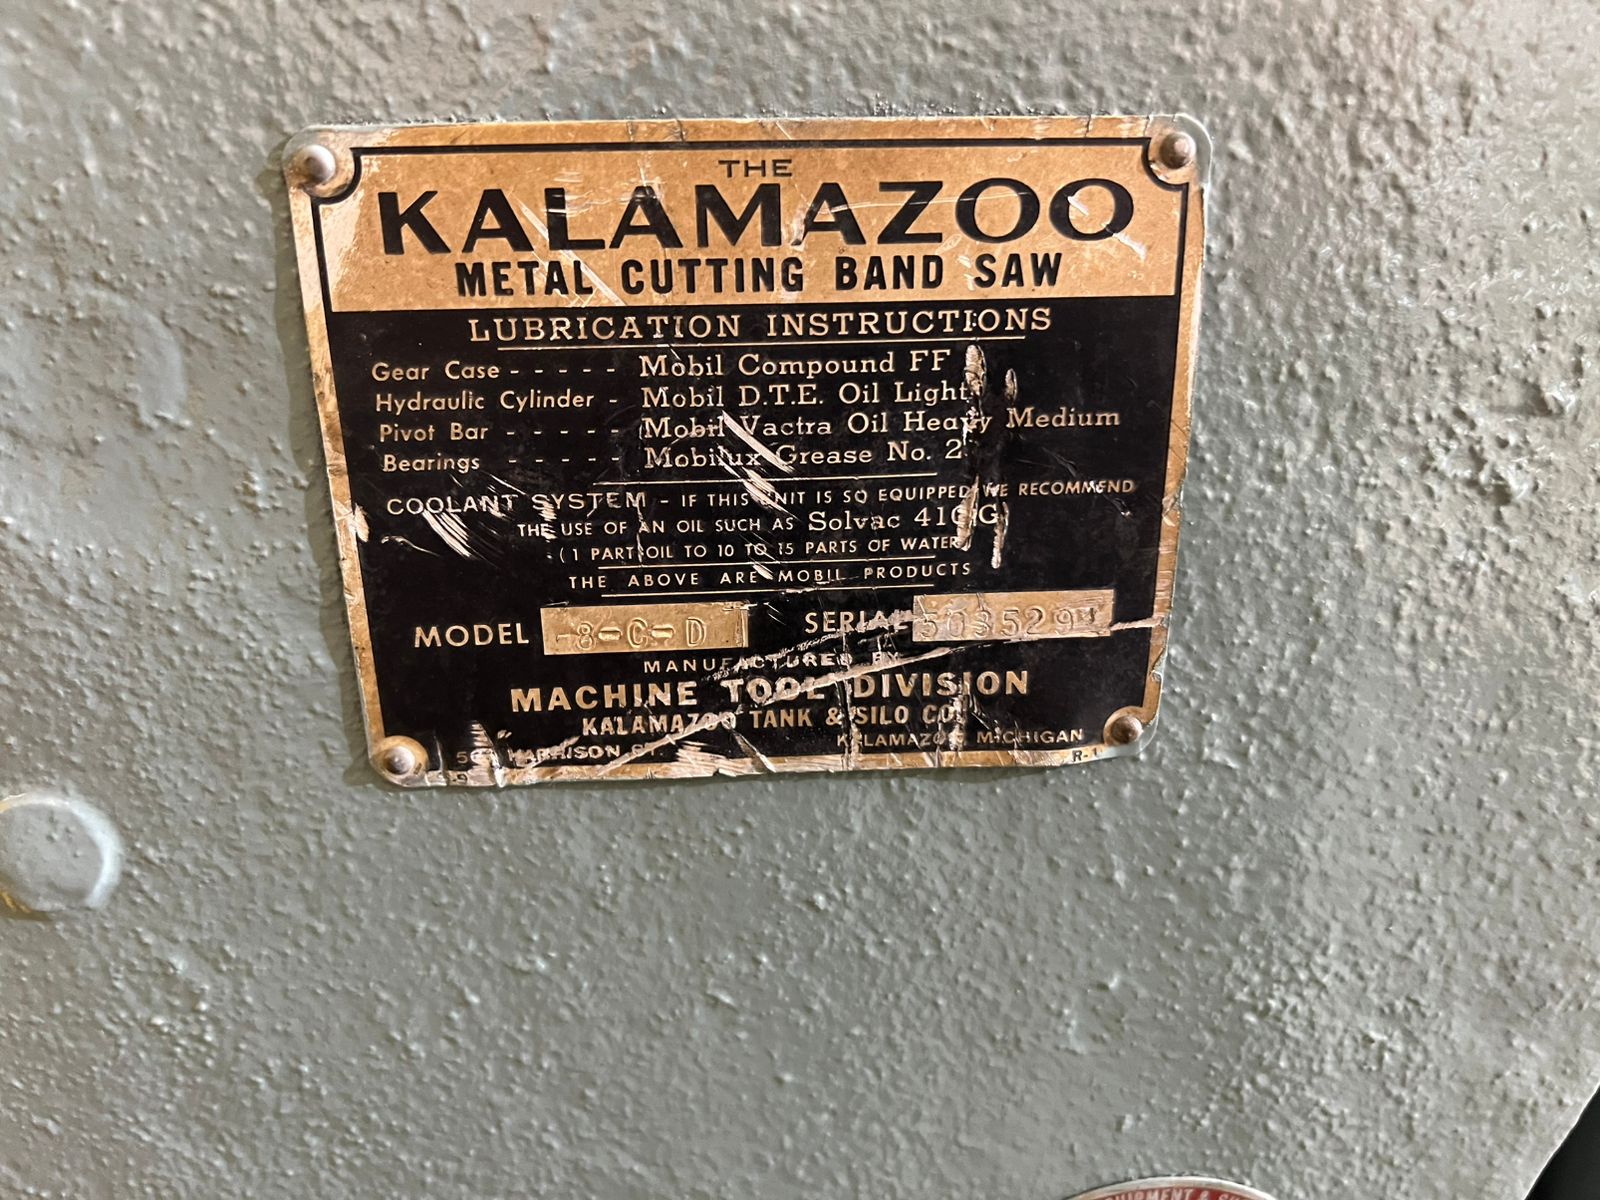 THE
KALAMAZOO
METAL CUTTING BAND SAW
LUBRICATION INSTRUCTIONS
Gear Case - - - - - Mobil Compound FF
Hydraulic Cylinder - Mobil D.T.E. Oil Light
Pivot Bar - - - - - Mobil Vactra Oil Heavy Medium
Bearings - - - - - Mobilux Grease No. 2
COOLANT SYSTEM - IF THIS UNIT IS SO EQUIPPED WE RECOMMEND
THE USE OF AN OIL SUCH AS Solvac 410 G
(1 PART OIL TO 10 TO 15 PARTS OF WATER)
THE ABOVE ARE MOBIL PRODUCTS
MODEL -8-C-D SERIAL
MANUFACTURED BY
MACHINE TOOL DIVISION
KALAMAZOO TANK & SILO CO.
HARRISON ST. KALAMAZOO, MICHIGAN
R-1